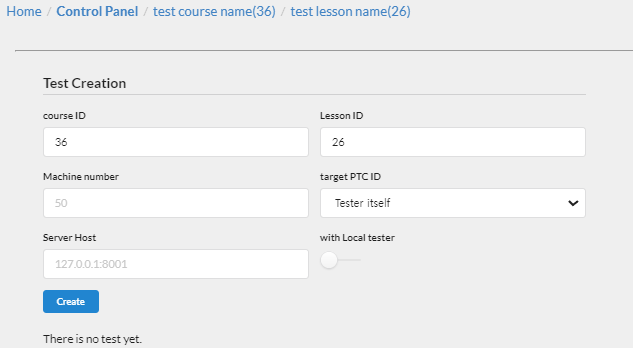 Home / Control Panel / test course name(36) / test lesson name(26)
Test Creation
course ID Lesson ID
36 26
Machine number target PTC ID
50 Tester itself
Server Host with Local tester
127.0.0.1:8001
Create
There is no test yet.